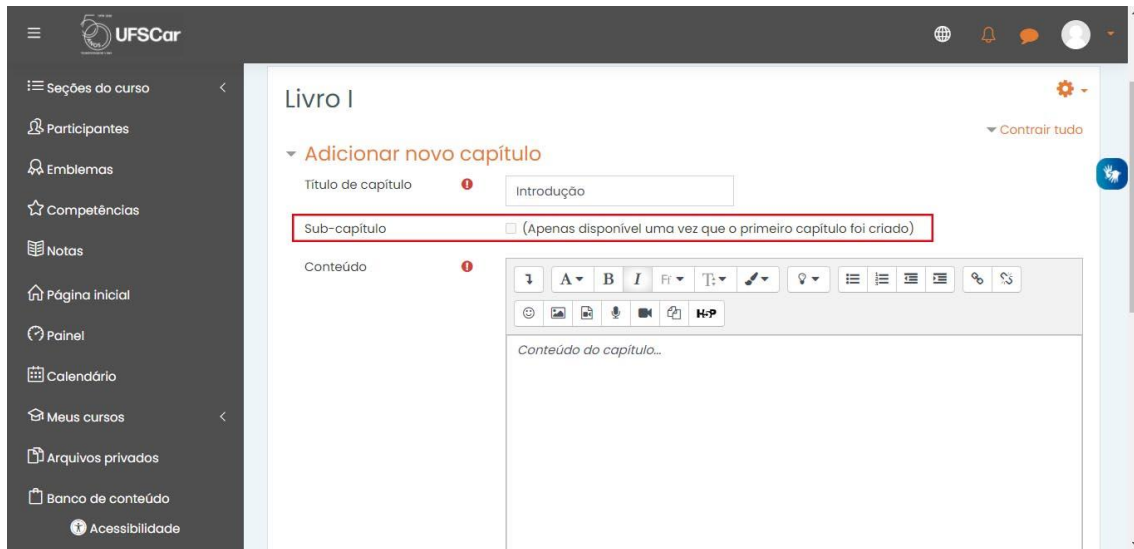 UFSCar
Seções do curso
Participantes
Emblemas
Competências
Notas
Página inicial
Painel
Calendário
Meus cursos
Arquivos privados
Banco de conteúdo
Acessibilidade
Livro I
Contrair tudo
Adicionar novo capítulo
Título de capítulo
Introdução
Sub-capítulo
(Apenas disponível uma vez que o primeiro capítulo foi criado)
Conteúdo
A B I Ff T:
H-P
Conteúdo do capítulo...